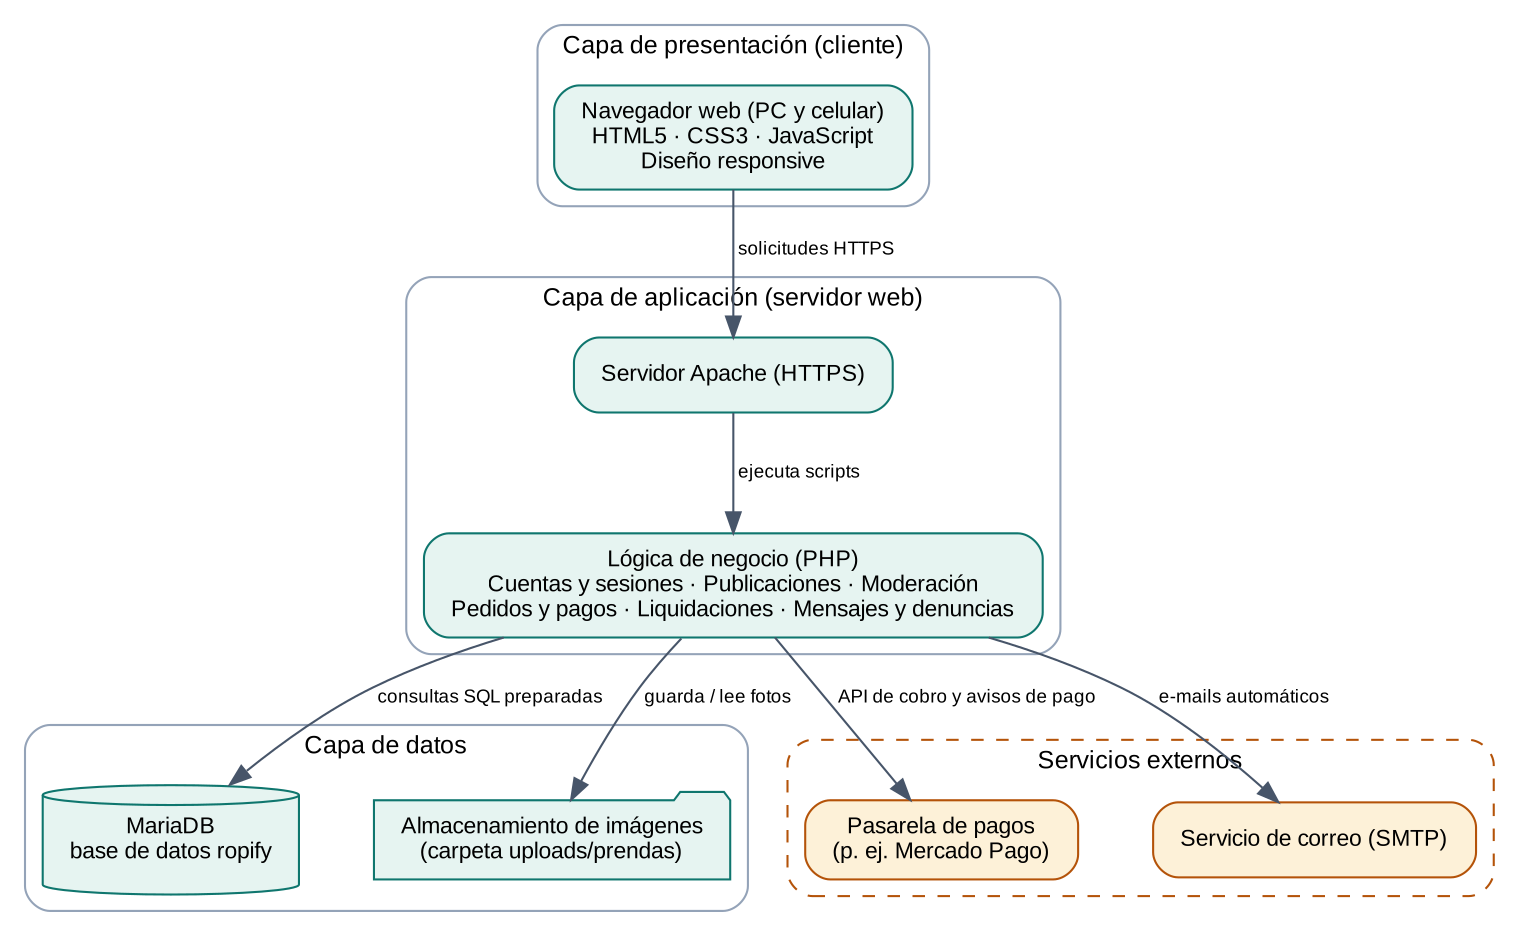 Capa de presentación (cliente)
Navegador web (PC y celular)
HTML5 · CSS3 · JavaScript
Diseño responsive
solicitudes HTTPS
Capa de aplicación (servidor web)
Servidor Apache (HTTPS)
ejecuta scripts
Lógica de negocio (PHP)
Cuentas y sesiones · Publicaciones · Moderación
Pedidos y pagos · Liquidaciones · Mensajes y denuncias
consultas SQL preparadas
guarda / lee fotos
API de cobro y avisos de pago
e-mails automáticos
Capa de datos
MariaDB
base de datos ropify
Almacenamiento de imágenes
(carpeta uploads/prendas)
Servicios externos
Pasarela de pagos
(p. ej. Mercado Pago)
Servicio de correo (SMTP)